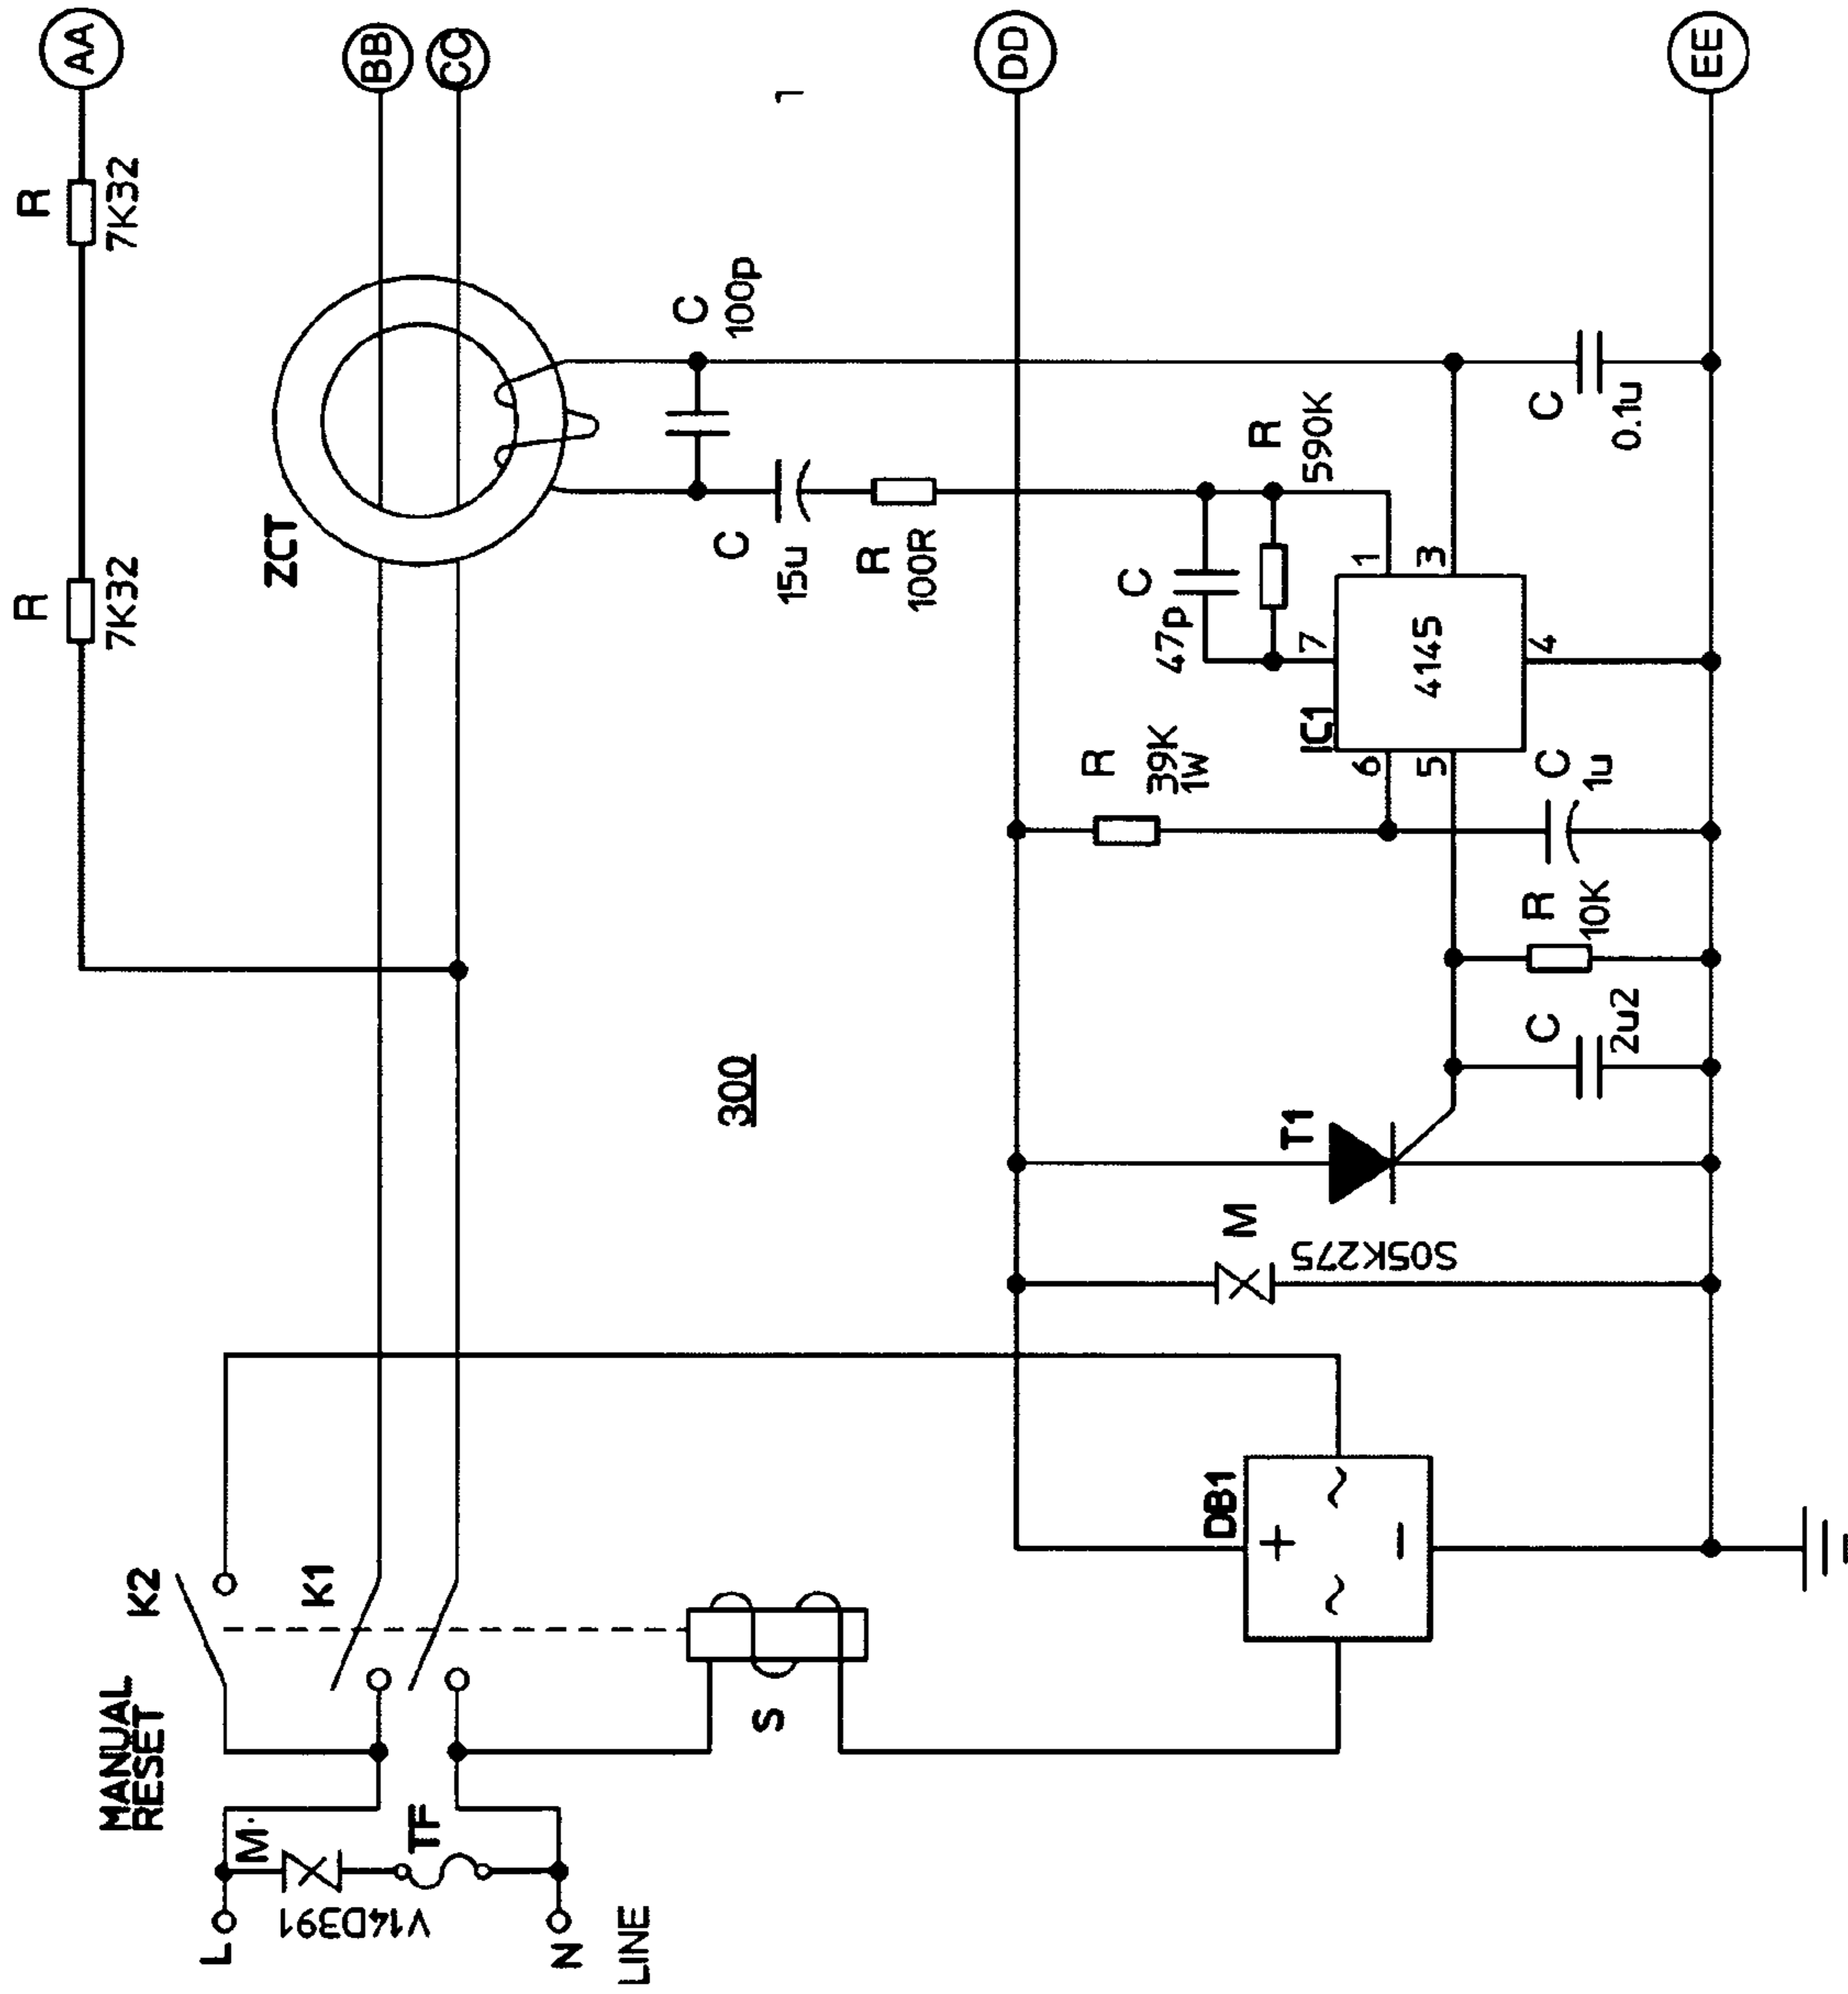 AA
BB
CC
DD
EE
R
7K32
R
7K32
ZCT
C
100p
C
15u
R
100R
C
47p
R
590K
IC1
4145
1
3
7
4
6
5
R
39K
1W
C
1u
C
0.1u
R
10K
C
2u2
T1
M
S05K275
300
DB1
+
~
~
−
K2
K1
MANUAL
RESET
S
M
V14D391
TF
L
N
LINE